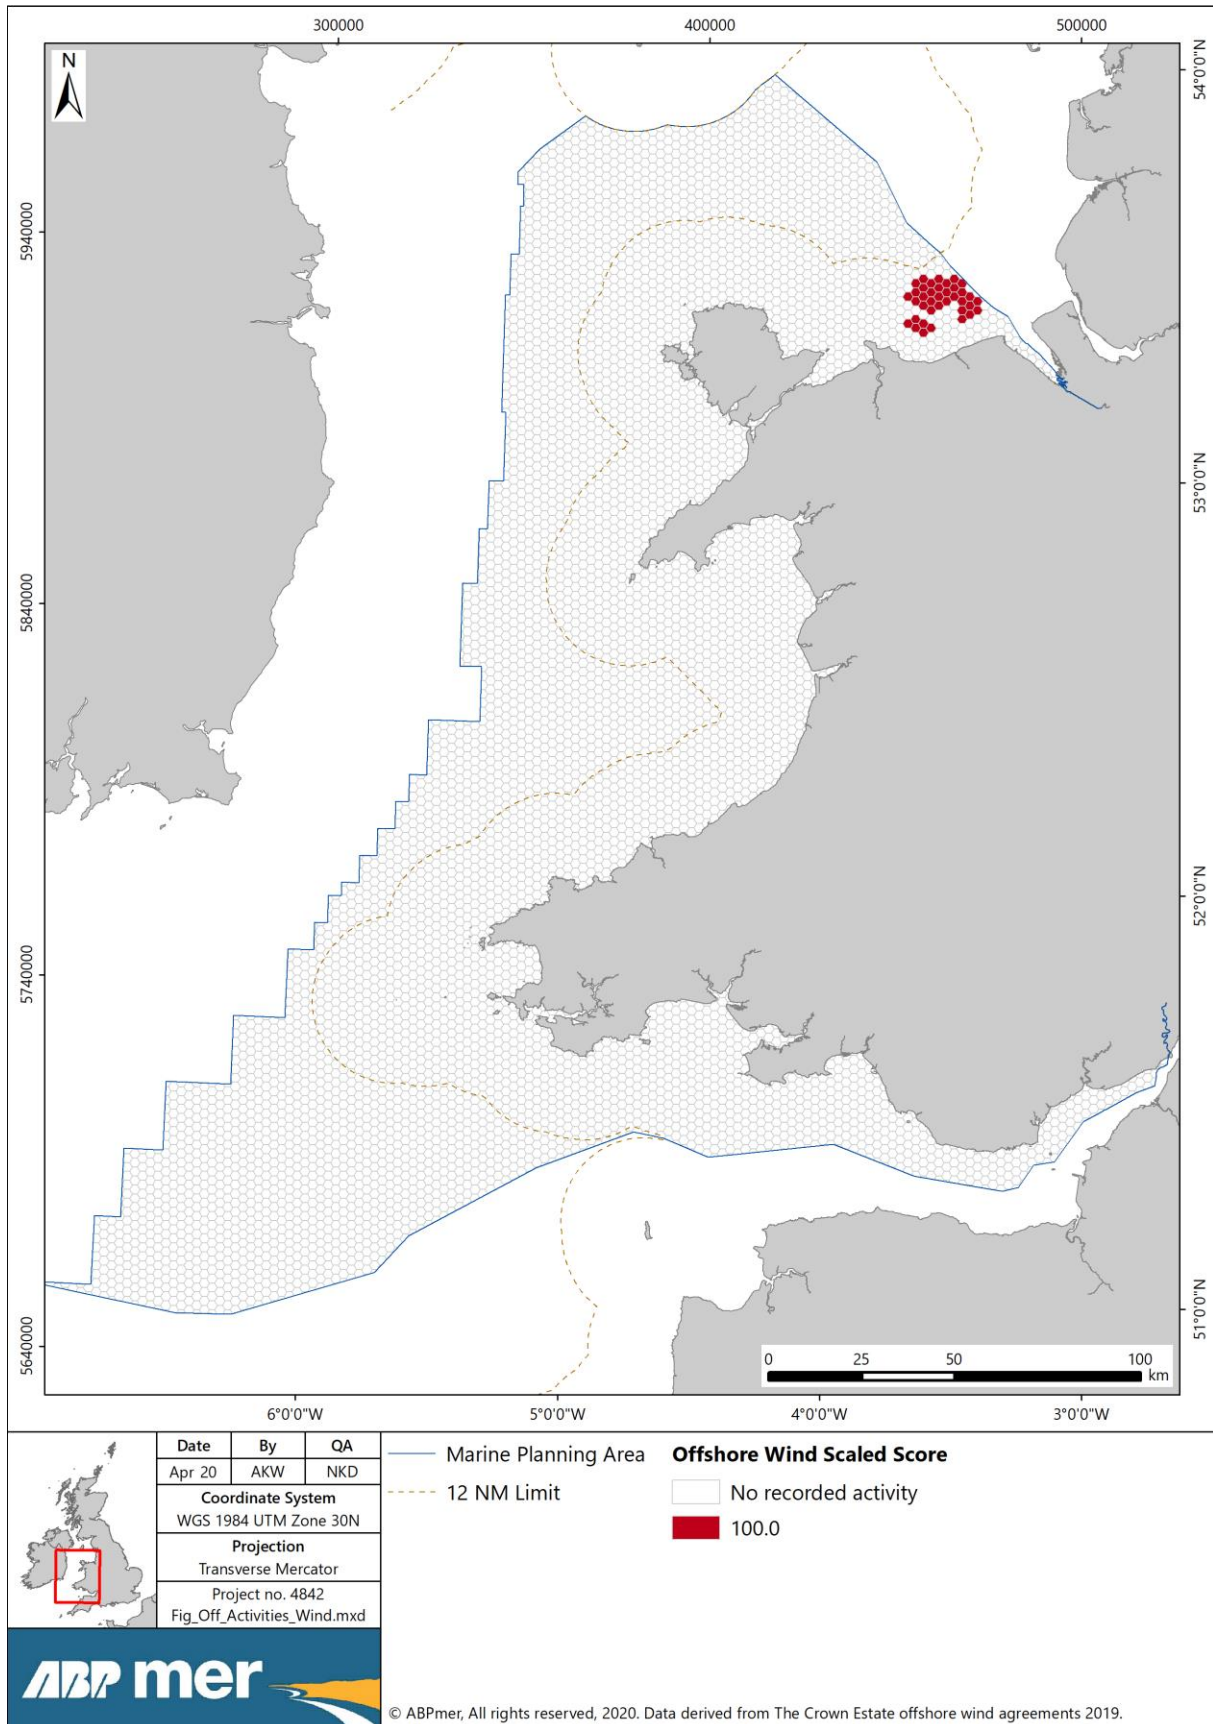 300000 400000 500000
N
54°0'0"N
5940000
53°0'0"N
5840000
52°0'0"N
5740000
51°0'0"N
5640000
0 25 50 100
km
6°0'0"W 5°0'0"W 4°0'0"W 3°0'0"W
Date By QA
Apr 20 AKW NKD
Coordinate System
WGS 1984 UTM Zone 30N
Projection
Transverse Mercator
Project no. 4842
Fig_Off_Activities_Wind.mxd
Marine Planning Area
12 NM Limit
Offshore Wind Scaled Score
No recorded activity
100.0
ABPmer
© ABPmer, All rights reserved, 2020. Data derived from The Crown Estate offshore wind agreements 2019.